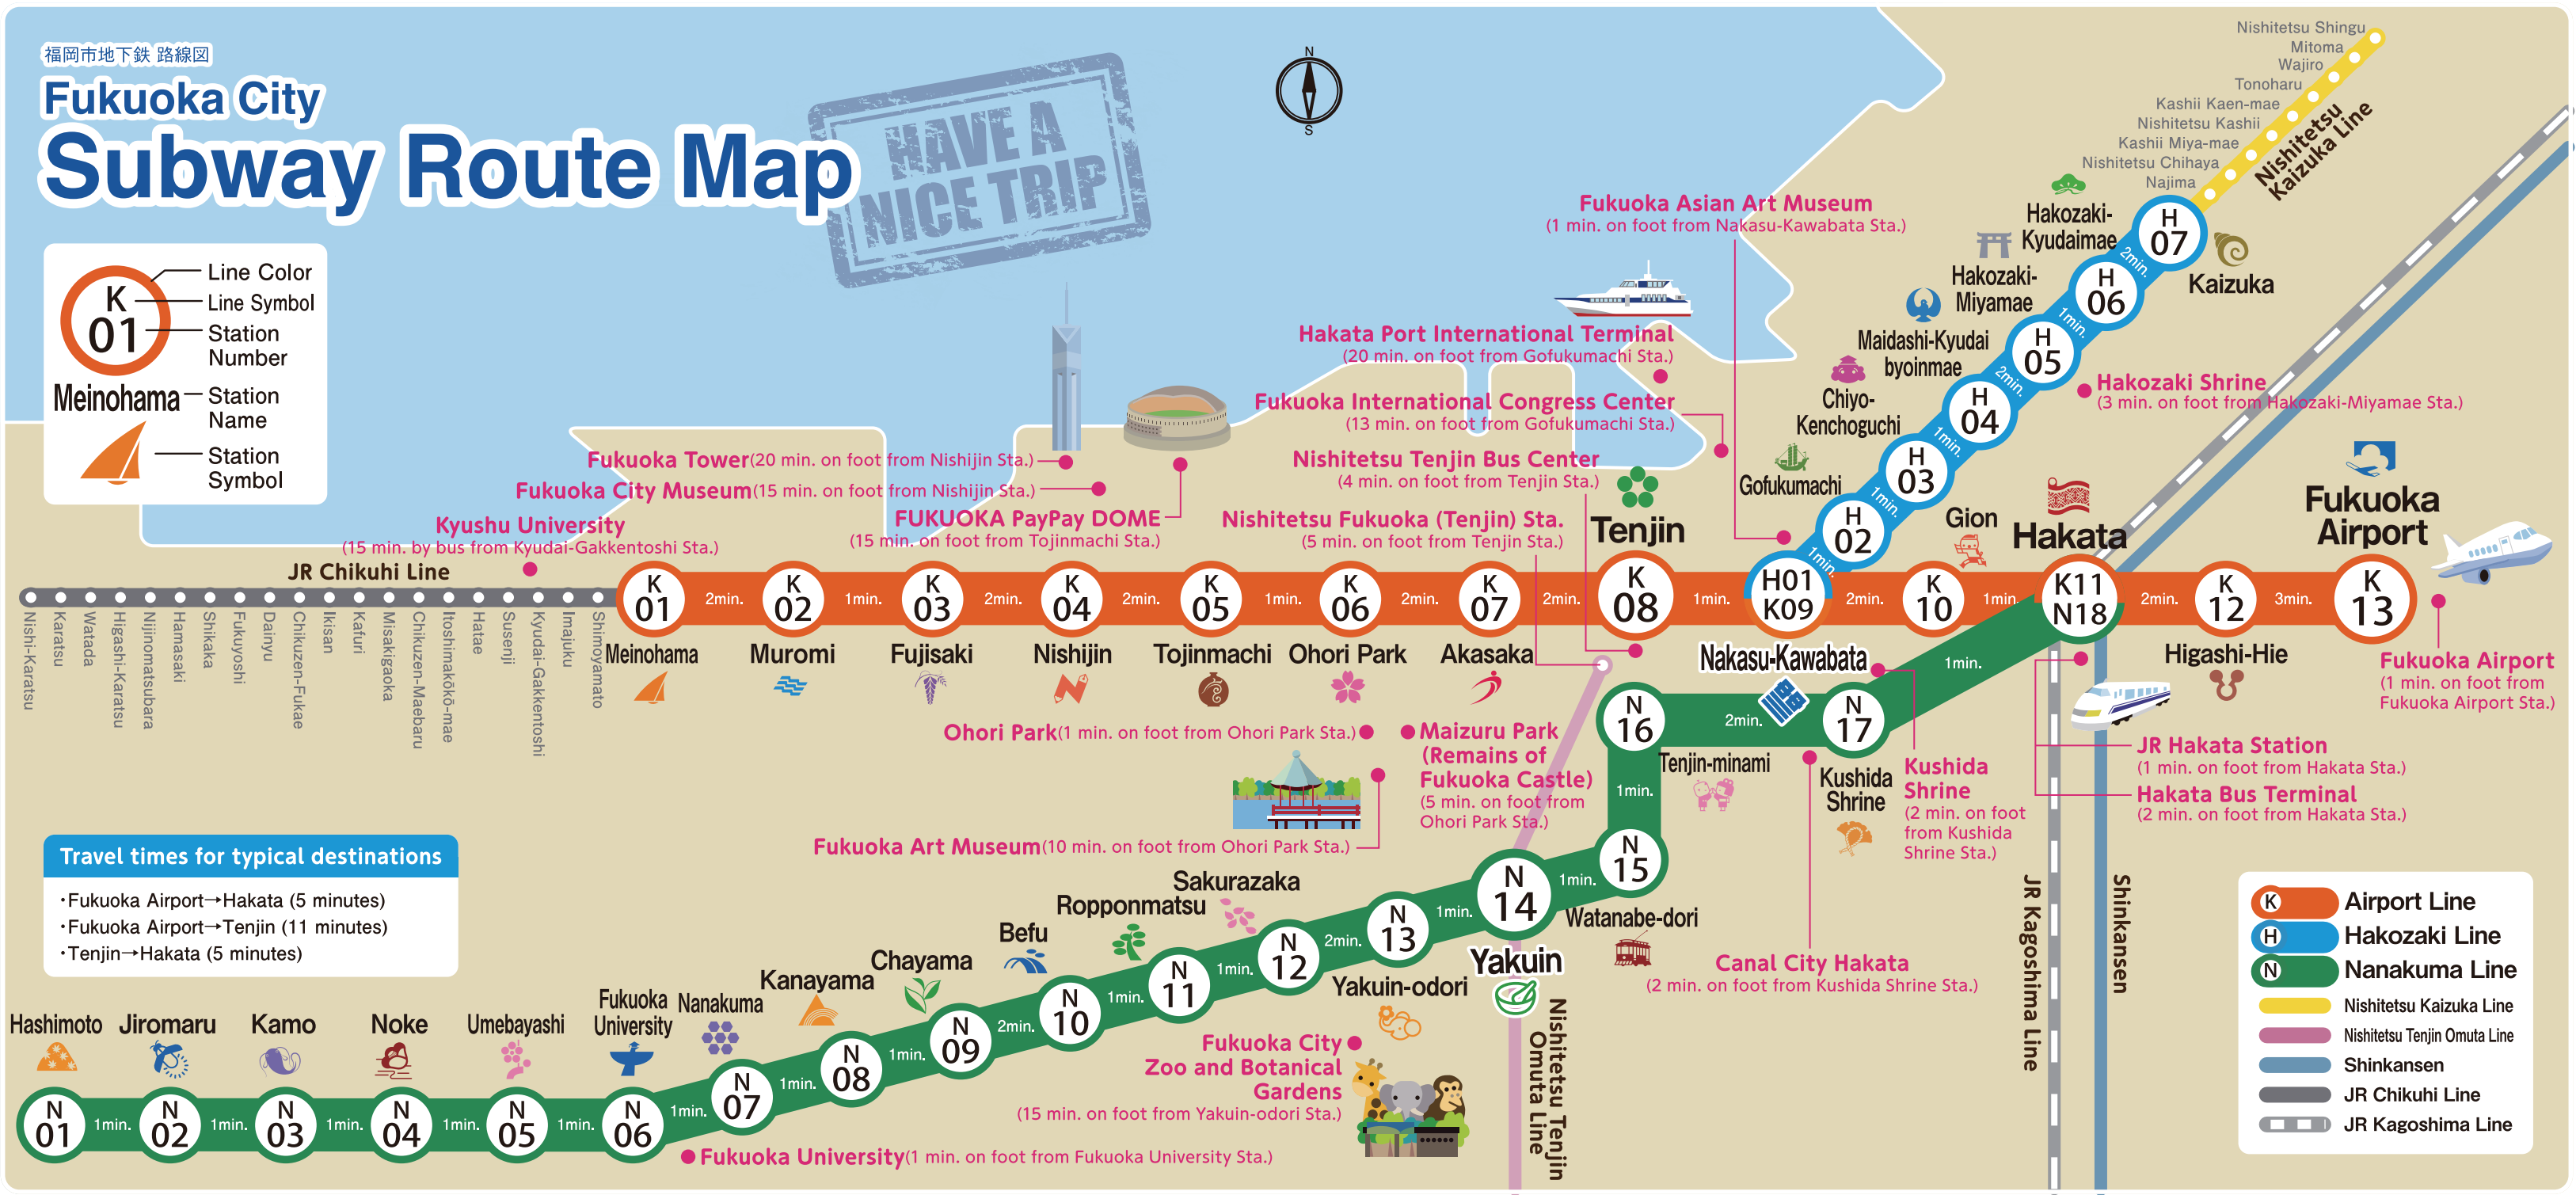 福岡市地下鉄 路線図
Fukuoka City
Subway Route Map
HAVE A
NICE TRIP
N
S
K
01
Line Color
Line Symbol
Station
Number
Meinohama
Station
Name
Station
Symbol
Nishitetsu Shingu
Mitoma
Wajiro
Tonoharu
Kashii Kaen-mae
Nishitetsu Kashii
Kashii Miya-mae
Nishitetsu Chihaya
Najima
Nishitetsu
Kaizuka Line
H
07
Kaizuka
2min.
Hakozaki-
Kyudaimae
H
06
1min.
Hakozaki-
Miyamae
H
05
2min.
Maidashi-Kyudai
byoinmae
H
04
1min.
Chiyo-
Kenchoguchi
H
03
1min.
Gofukumachi
H
02
1min.
Fukuoka Asian Art Museum
(1 min. on foot from Nakasu-Kawabata Sta.)
Hakata Port International Terminal
(20 min. on foot from Gofukumachi Sta.)
Fukuoka International Congress Center
(13 min. on foot from Gofukumachi Sta.)
Nishitetsu Tenjin Bus Center
(4 min. on foot from Tenjin Sta.)
Nishitetsu Fukuoka (Tenjin) Sta.
(5 min. on foot from Tenjin Sta.)
Hakozaki Shrine
(3 min. on foot from Hakozaki-Miyamae Sta.)
Fukuoka Tower(20 min. on foot from Nishijin Sta.)
Fukuoka City Museum(15 min. on foot from Nishijin Sta.)
FUKUOKA PayPay DOME
(15 min. on foot from Tojinmachi Sta.)
Kyushu University
(15 min. by bus from Kyudai-Gakkentoshi Sta.)
JR Chikuhi Line
Nishi-Karatsu
Karatsu
Watada
Higashi-Karatsu
Nijinomatsubara
Hamasaki
Shikaka
Fukuyoshi
Dainyu
Chikuzen-Fukae
Ikisan
Kafuri
Misakigaoka
Chikuzen-Maebaru
Itoshimakōkō-mae
Hatae
Susenji
Kyudai-Gakkentoshi
Imajuku
Shimoyamato
K
01
Meinohama
2min.
K
02
Muromi
1min.
K
03
Fujisaki
2min.
K
04
Nishijin
2min.
K
05
Tojinmachi
1min.
K
06
Ohori Park
2min.
K
07
Akasaka
2min.
Tenjin
K
08
1min.
H01
K09
Nakasu-Kawabata
2min.
Gion
K
10
1min.
Hakata
K11
N18
2min.
K
12
Higashi-Hie
3min.
Fukuoka
Airport
K
13
Fukuoka Airport
(1 min. on foot from
Fukuoka Airport Sta.)
Ohori Park(1 min. on foot from Ohori Park Sta.)
Maizuru Park
(Remains of
Fukuoka Castle)
(5 min. on foot from
Ohori Park Sta.)
Fukuoka Art Museum(10 min. on foot from Ohori Park Sta.)
N
16
Tenjin-minami
2min.
N
17
Kushida
Shrine
1min.
Kushida
Shrine
(2 min. on foot
from Kushida
Shrine Sta.)
JR Hakata Station
(1 min. on foot from Hakata Sta.)
Hakata Bus Terminal
(2 min. on foot from Hakata Sta.)
1min.
N
15
Watanabe-dori
1min.
N
14
Yakuin
1min.
N
13
Yakuin-odori
2min.
Sakurazaka
N
12
1min.
Ropponmatsu
N
11
1min.
Befu
N
10
2min.
Chayama
N
09
1min.
Kanayama
N
08
1min.
Nanakuma
N
07
1min.
Fukuoka
University
N
06
1min.
Umebayashi
N
05
1min.
Noke
N
04
1min.
Kamo
N
03
1min.
Jiromaru
N
02
1min.
Hashimoto
N
01
Canal City Hakata
(2 min. on foot from Kushida Shrine Sta.)
Fukuoka City
Zoo and Botanical
Gardens
(15 min. on foot from Yakuin-odori Sta.)
Fukuoka University(1 min. on foot from Fukuoka University Sta.)
Nishitetsu Tenjin
Omuta Line
JR Kagoshima Line
Shinkansen
Travel times for typical destinations
・Fukuoka Airport→Hakata (5 minutes)
・Fukuoka Airport→Tenjin (11 minutes)
・Tenjin→Hakata (5 minutes)
K Airport Line
H Hakozaki Line
N Nanakuma Line
Nishitetsu Kaizuka Line
Nishitetsu Tenjin Omuta Line
Shinkansen
JR Chikuhi Line
JR Kagoshima Line